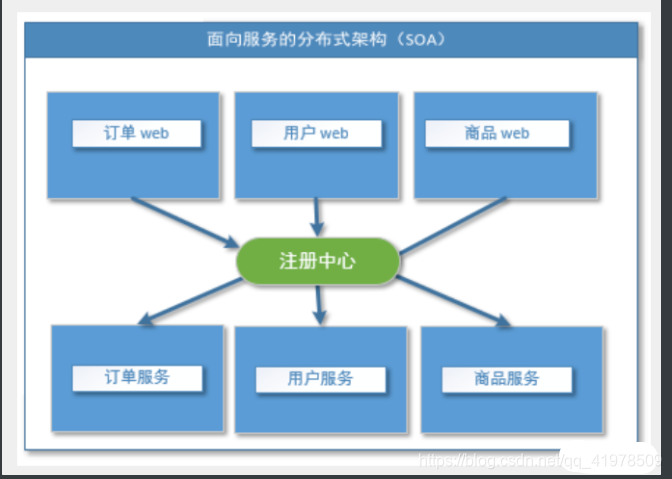 面向服务的分布式架构（SOA）
订单 web
用户 web
商品 web
注册中心
订单服务
用户服务
商品服务
https://blog.csdn.net/qq_41978509